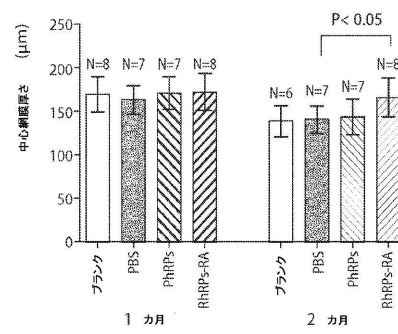 P< 0.05
中心網膜厚さ (μm)
250
200
150
100
50
0
N=8 N=7 N=7 N=8
N=6 N=7 N=7 N=8
ブランク PBS PhRPs RhRPs-RA
ブランク PBS PhRPs RhRPs-RA
1 カ月
2 カ月